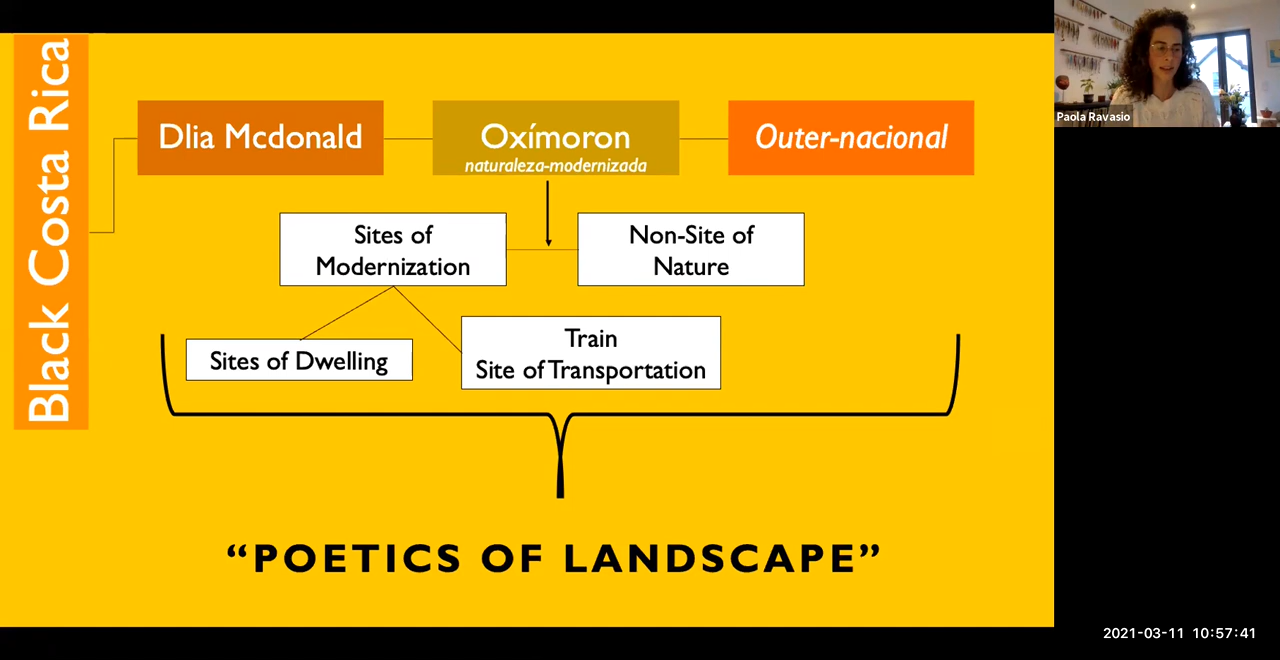 Black Costa Rica
Dlia Mcdonald
Oxímoron
naturaleza-modernizada
Outer-nacional
Sites of
Modernization
Non-Site of
Nature
Sites of Dwelling
Train
Site of Transportation
“POETICS OF LANDSCAPE”
Paola Ravasio
2021-03-11 10:57:41